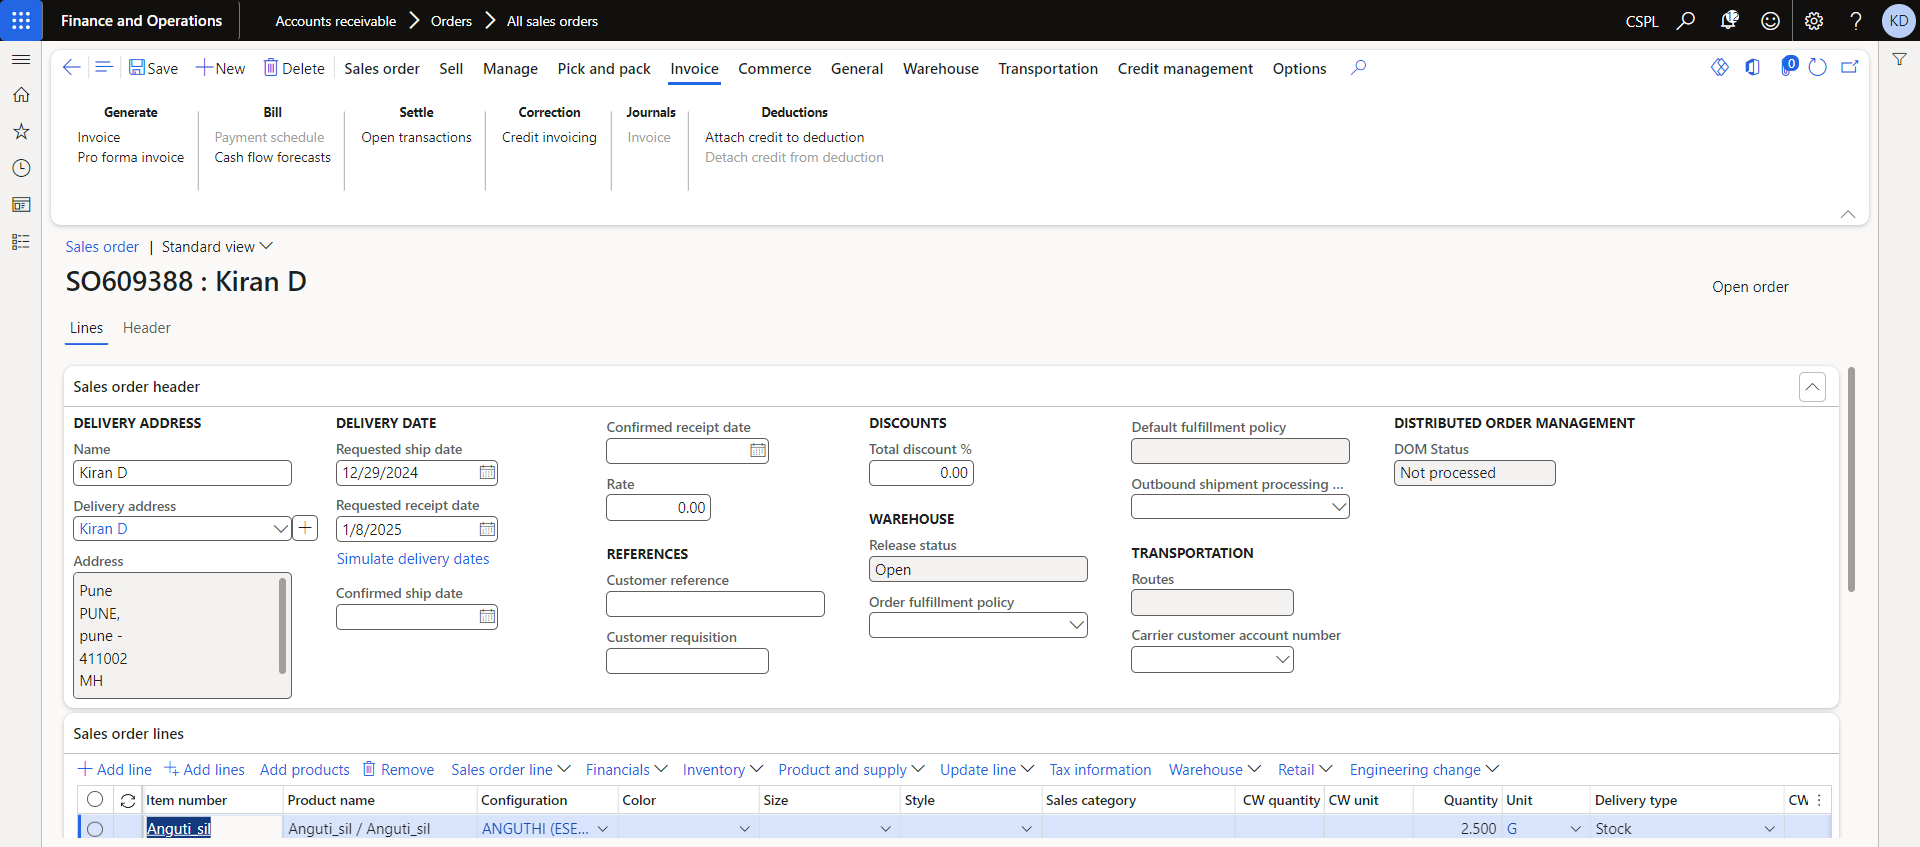 Finance and Operations
Accounts receivable
Orders
All sales orders
CSPL
12
KD
Save
New
Delete
Sales order
Sell
Manage
Pick and pack
Invoice
Commerce
General
Warehouse
Transportation
Credit management
Options
0
Generate
Invoice
Pro forma invoice
Bill
Payment schedule
Cash flow forecasts
Settle
Open transactions
Correction
Credit invoicing
Journals
Invoice
Deductions
Attach credit to deduction
Detach credit from deduction
Sales order | Standard view
SO609388 : Kiran D
Open order
Lines
Header
Sales order header
DELIVERY ADDRESS
Name
Kiran D
Delivery address
Kiran D
Address
Pune
PUNE,
pune -
411002
MH
DELIVERY DATE
Requested ship date
12/29/2024
Requested receipt date
1/8/2025
Simulate delivery dates
Confirmed ship date
Confirmed receipt date
Rate
0.00
REFERENCES
Customer reference
Customer requisition
DISCOUNTS
Total discount %
0.00
WAREHOUSE
Release status
Open
Order fulfillment policy
Default fulfillment policy
Outbound shipment processing ...
TRANSPORTATION
Routes
Carrier customer account number
DISTRIBUTED ORDER MANAGEMENT
DOM Status
Not processed
Sales order lines
Add line
Add lines
Add products
Remove
Sales order line
Financials
Inventory
Product and supply
Update line
Tax information
Warehouse
Retail
Engineering change
Item number
Product name
Configuration
Color
Size
Style
Sales category
CW quantity
CW unit
Quantity
Unit
Delivery type
CW
Anguti_sil
Anguti_sil / Anguti_sil
ANGUTHI (ESE...
2.500
G
Stock